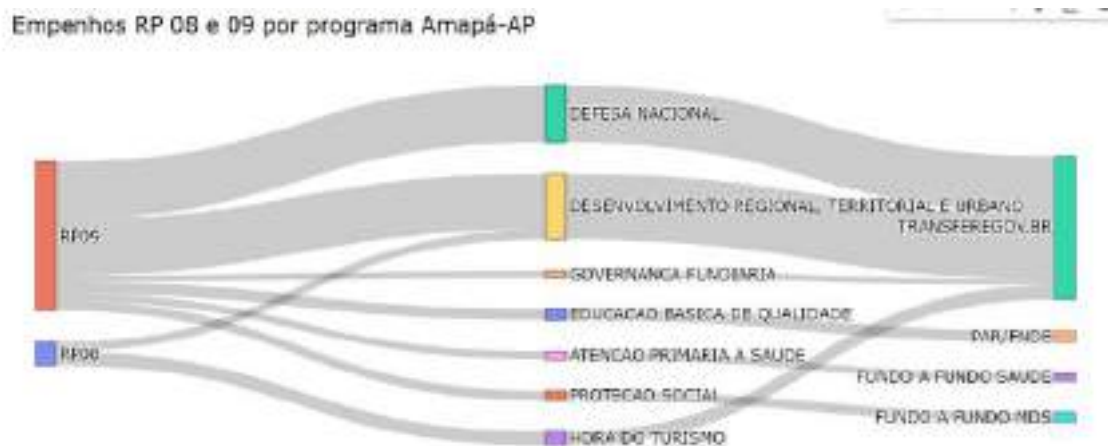 Empenhos RP 08 e 09 por programa Amapá-AP
DEFESA NACIONAL
DESENVOLVIMENTO REGIONAL, TERRITORIAL E URBANO
TRANSFEREGOV.BR
RP09
GOVERNANCA FUNDIARIA
EDUCACAO BASICA DE QUALIDADE
PAR/FNDE
RP08
ATENCAO PRIMARIA A SAUDE
FUNDO A FUNDO SAUDE
PROTECAO SOCIAL
FUNDO A FUNDO MDS
HORA DO TURISMO